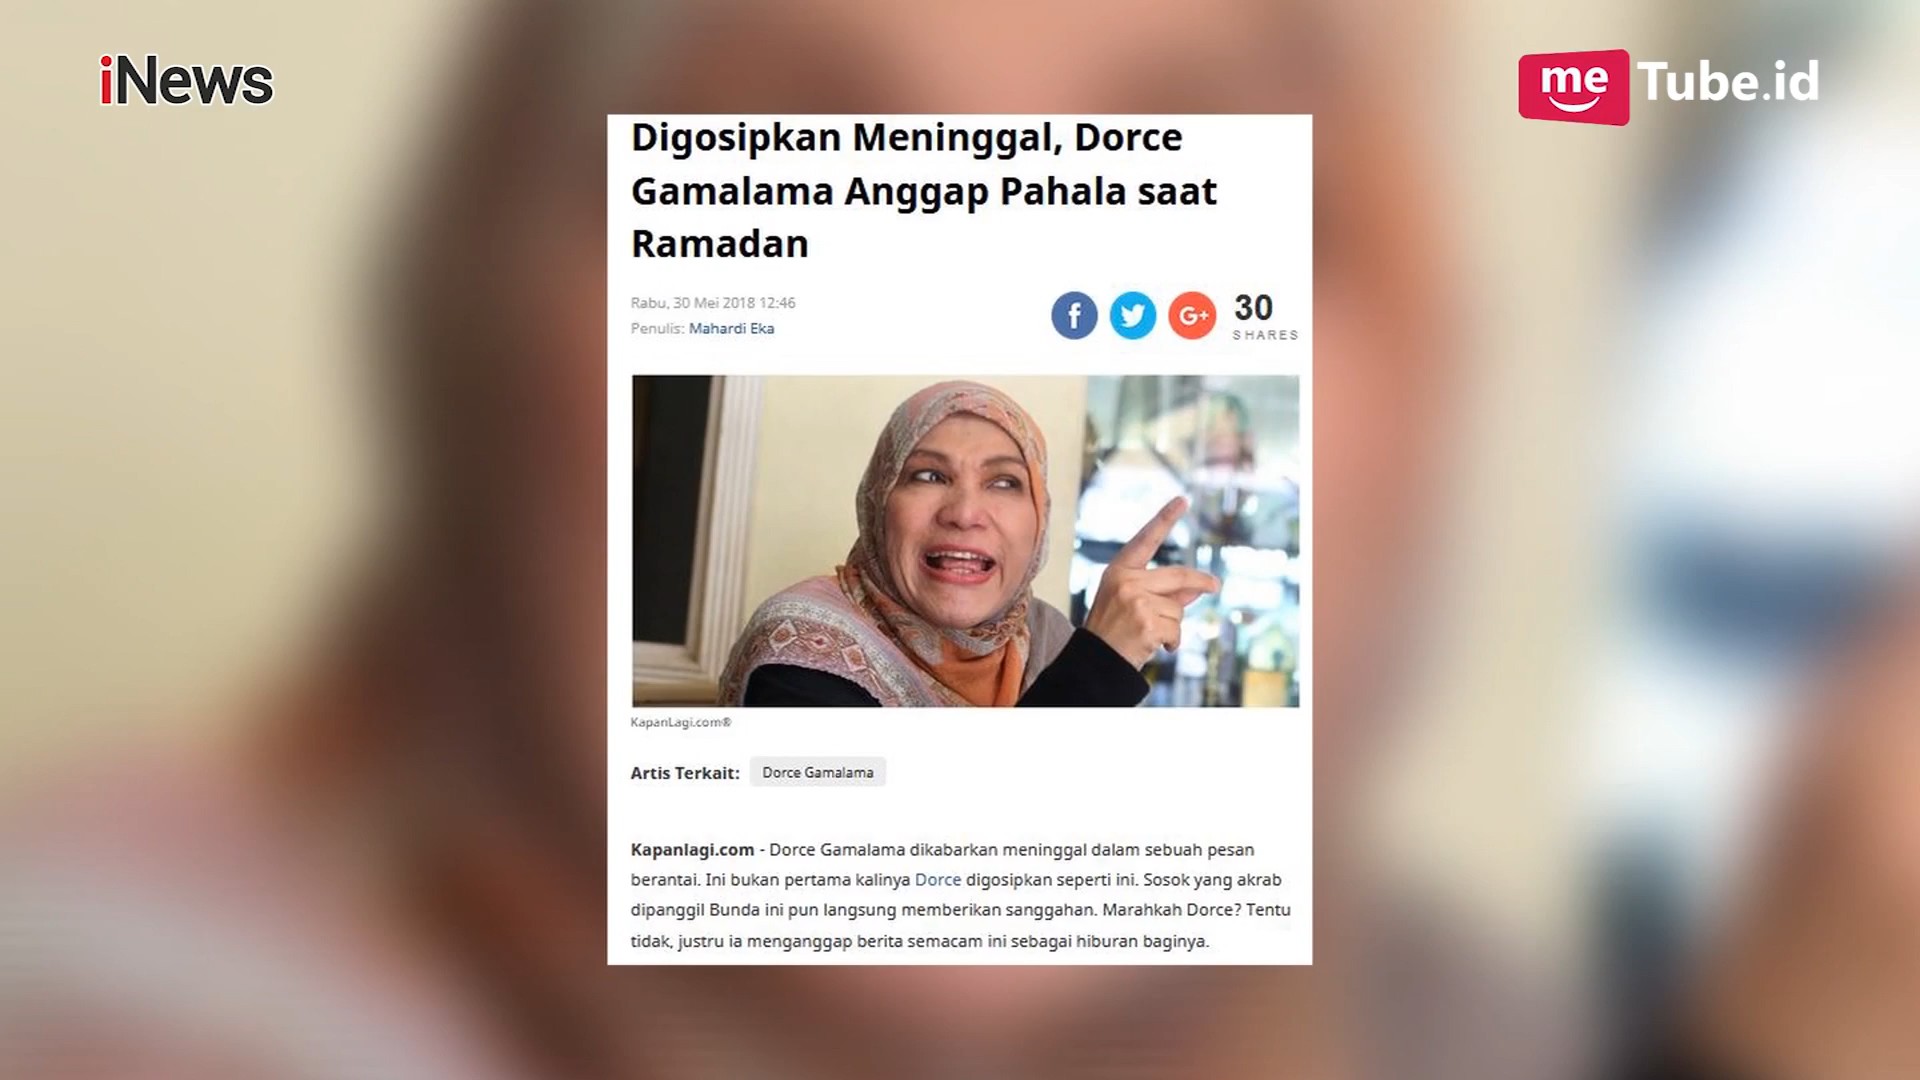 iNews
me Tube.id
Digosipkan Meninggal, Dorce
Gamalama Anggap Pahala saat
Ramadan
Rabu, 30 Mei 2018 12:46
Penulis: Mahardi Eka
f
G+
30
SHARES
KapanLagi.com®
Artis Terkait: Dorce Gamalama
Kapanlagi.com - Dorce Gamalama dikabarkan meninggal dalam sebuah pesan
berantai. Ini bukan pertama kalinya Dorce digosipkan seperti ini. Sosok yang akrab
dipanggil Bunda ini pun langsung memberikan sanggahan. Marahkah Dorce? Tentu
tidak, justru ia menganggap berita semacam ini sebagai hiburan baginya.